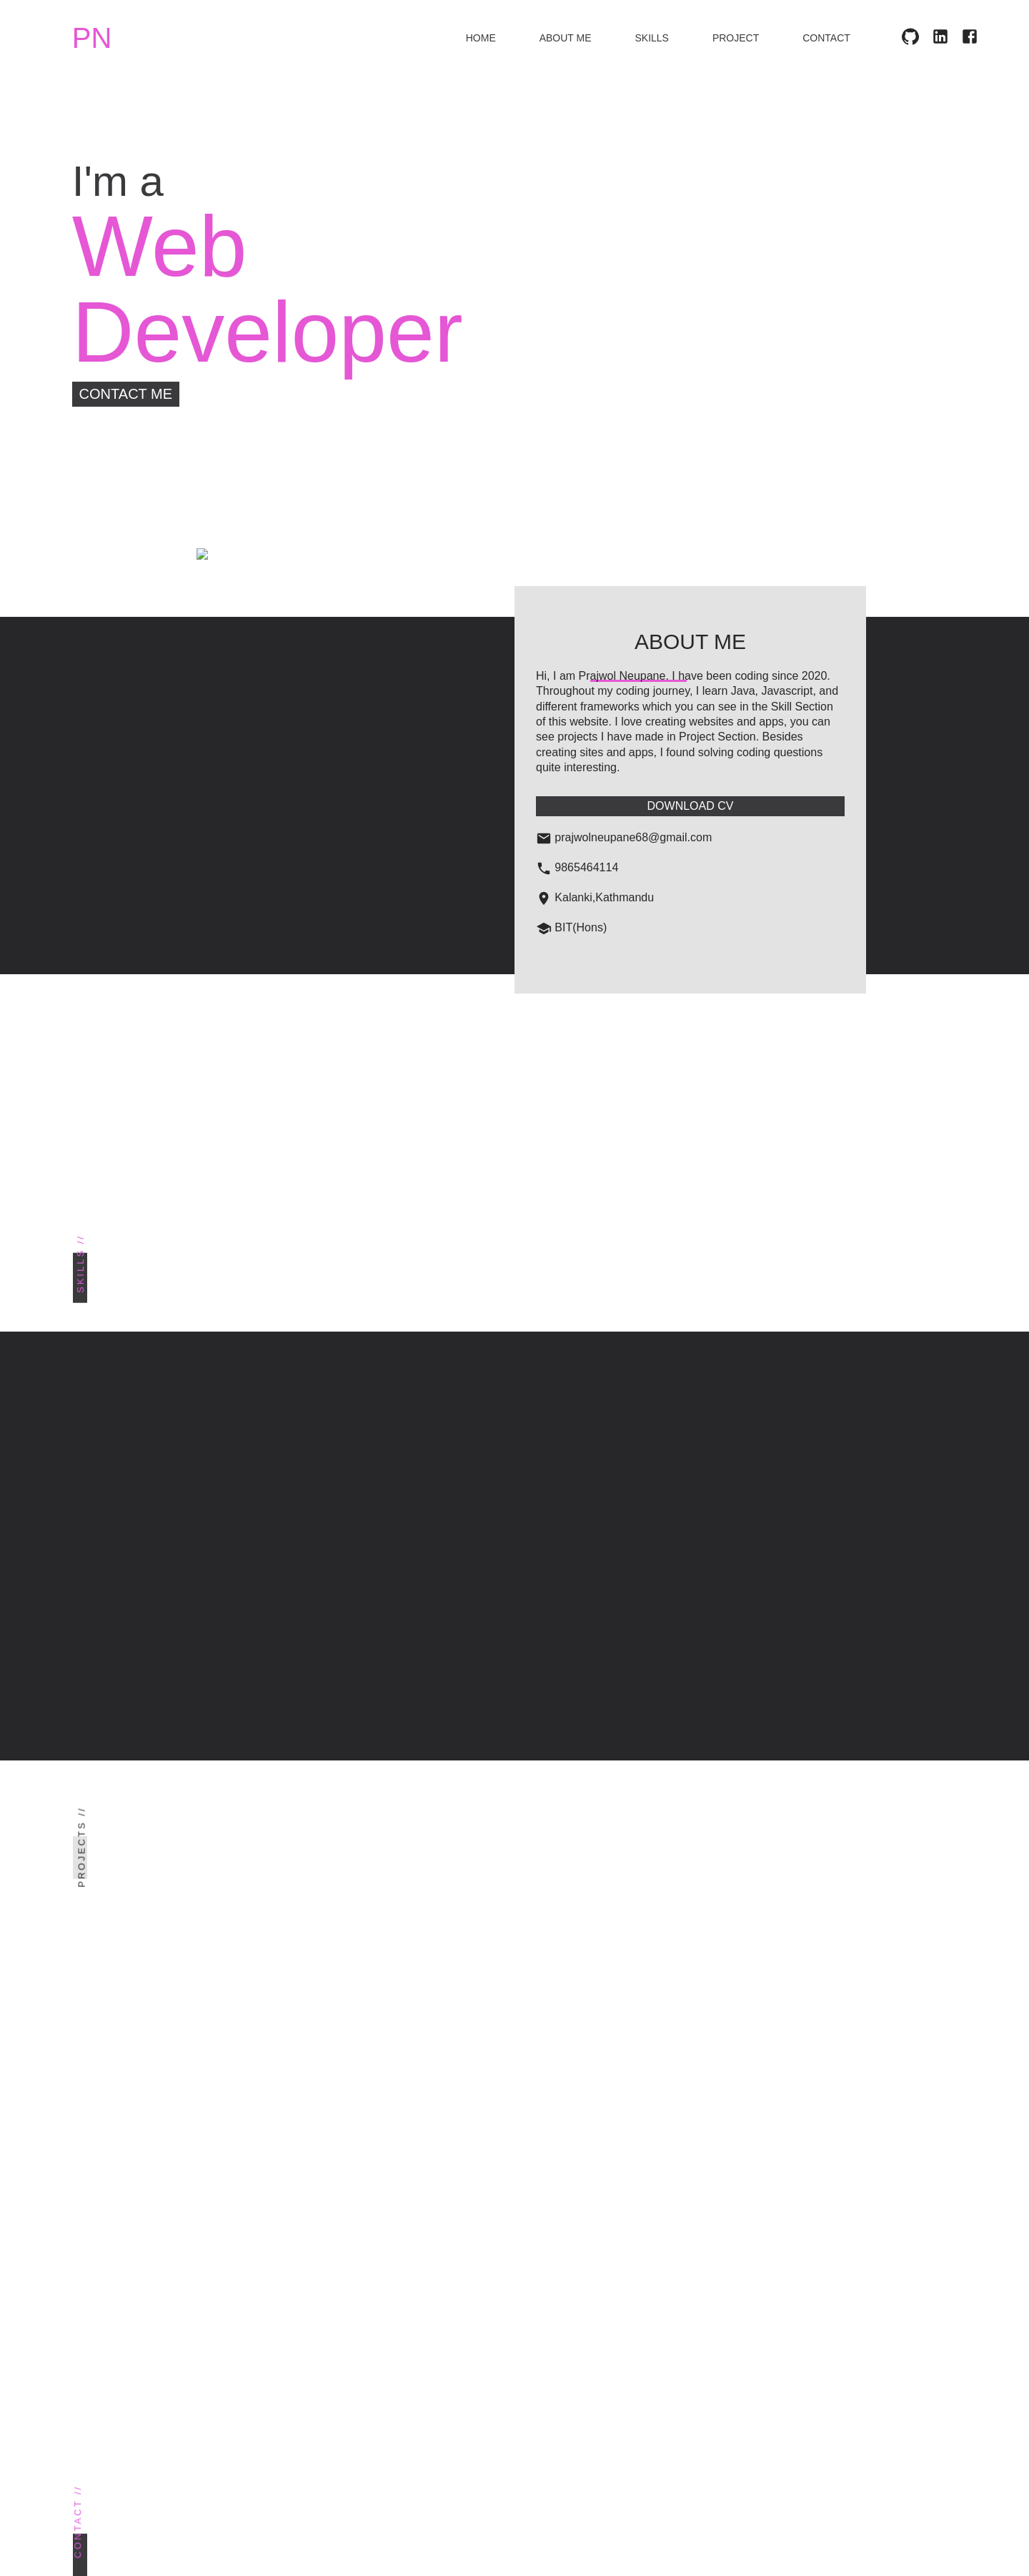 PN
HOME
ABOUT ME
SKILLS
PROJECT
CONTACT
I'm a
Web
Developer
CONTACT ME
ABOUT ME
Hi, I am Prajwol Neupane. I have been coding since 2020.
Throughout my coding journey, I learn Java, Javascript, and
different frameworks which you can see in the Skill Section
of this website. I love creating websites and apps, you can
see projects I have made in Project Section. Besides
creating sites and apps, I found solving coding questions
quite interesting.
DOWNLOAD CV
prajwolneupane68@gmail.com
9865464114
Kalanki,Kathmandu
BIT(Hons)
SKILLS //
PROJECTS //
CONTACT //